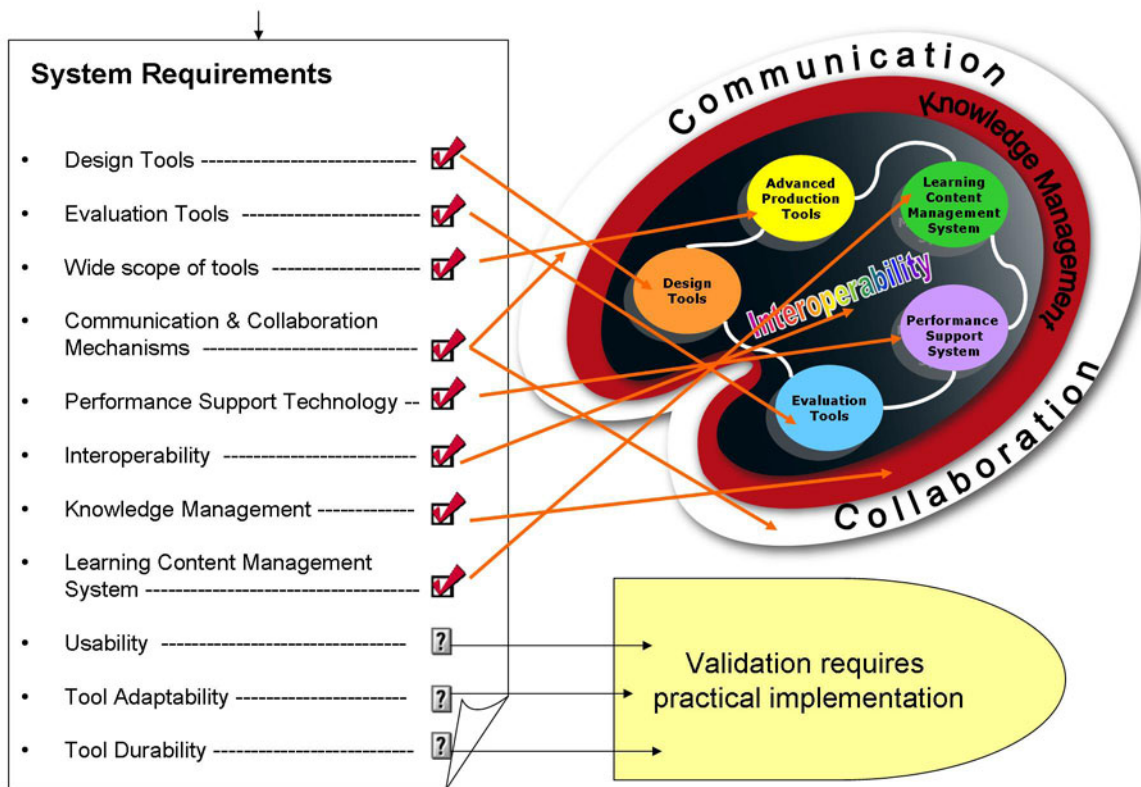 System Requirements
• Design Tools ---------------------------
• Evaluation Tools --------------------
• Wide scope of tools ----------------
• Communication & Collaboration
Mechanisms -------------------------
• Performance Support Technology --
• Interoperability ----------------------
• Knowledge Management ----------
• Learning Content Management
System --------------------------------
• Usability --------------------------------
? 
• Tool Adaptability ---------------------
?
• Tool Durability ------------------------
?
Communication
Knowledge Management
Collaboration
Advanced
Production
Tools
Learning
Content
Management
System
Design
Tools
Interoperability
Performance
Support
System
Evaluation
Tools
Validation requires
practical implementation